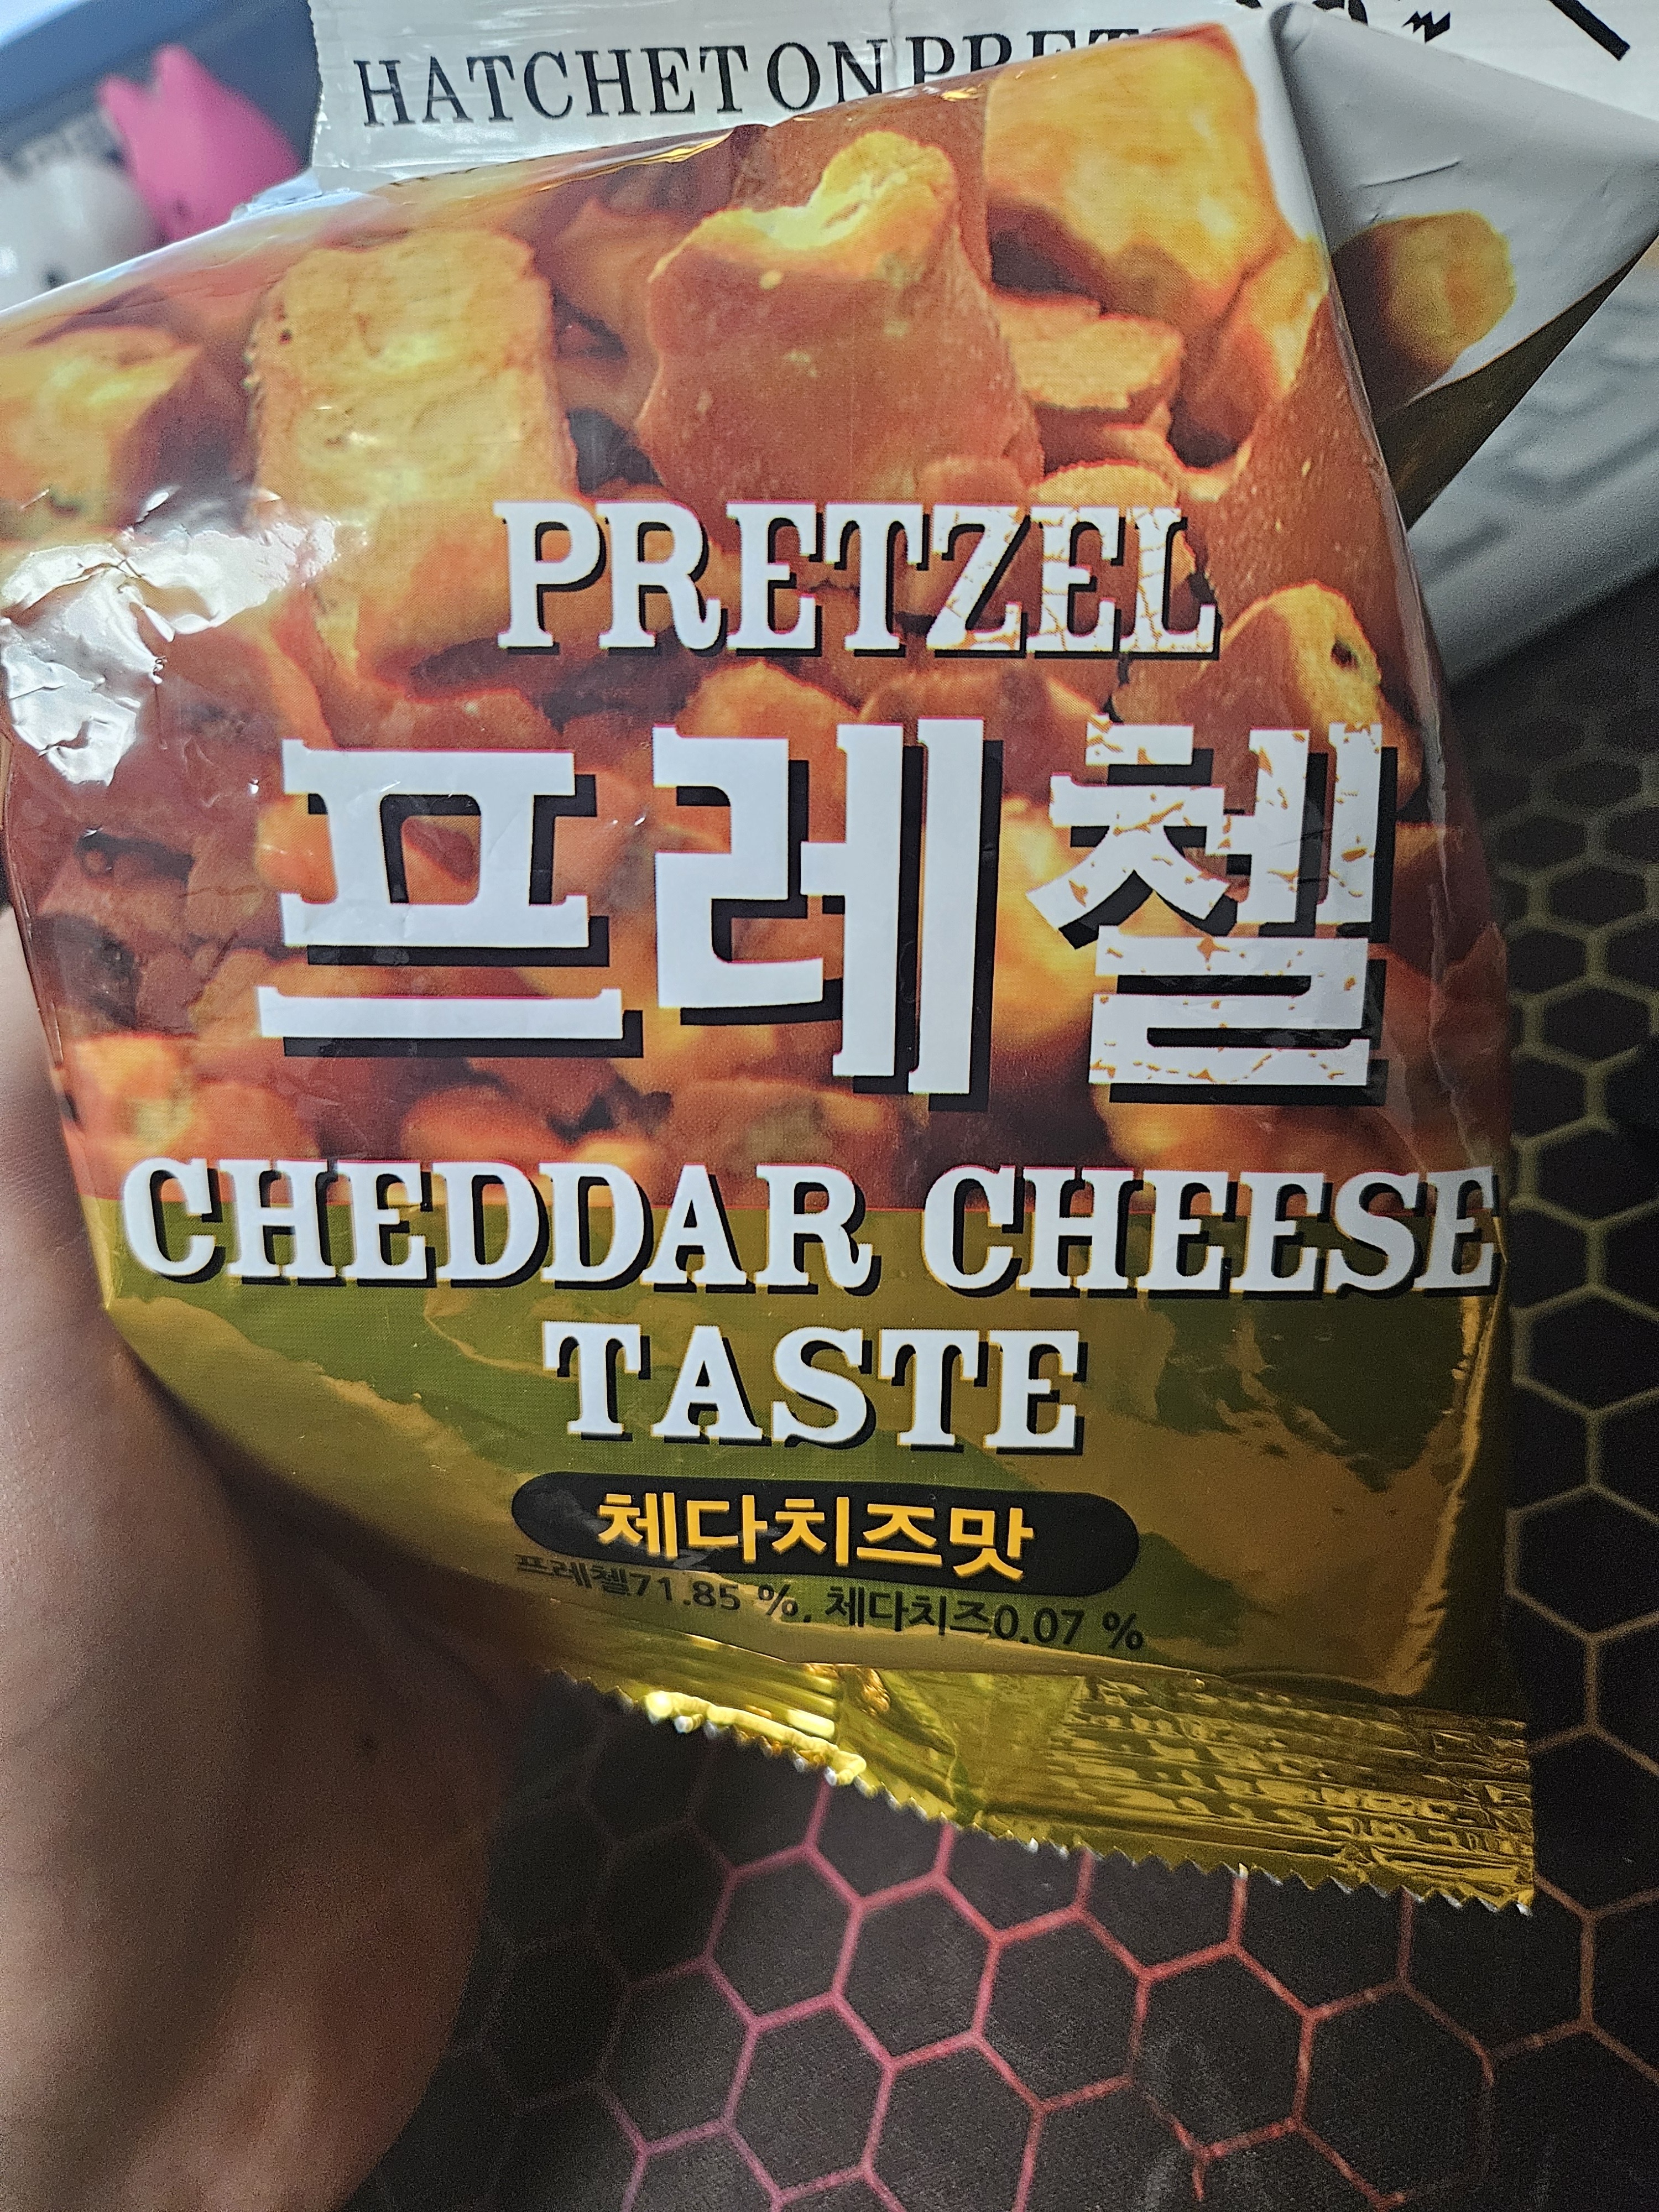 HATCHET ON
PRETZEL
프레첼
CHEDDAR CHEESE
TASTE
체다치즈맛
프레첼71.85 %, 체다치즈0.07 %